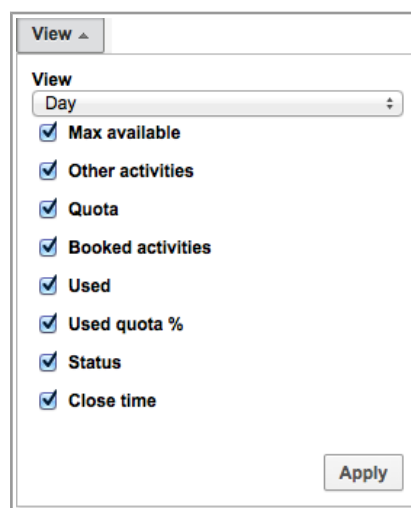 View
View
Day
Max available
Other activities
Quota
Booked activities
Used
Used quota %
Status
Close time
Apply